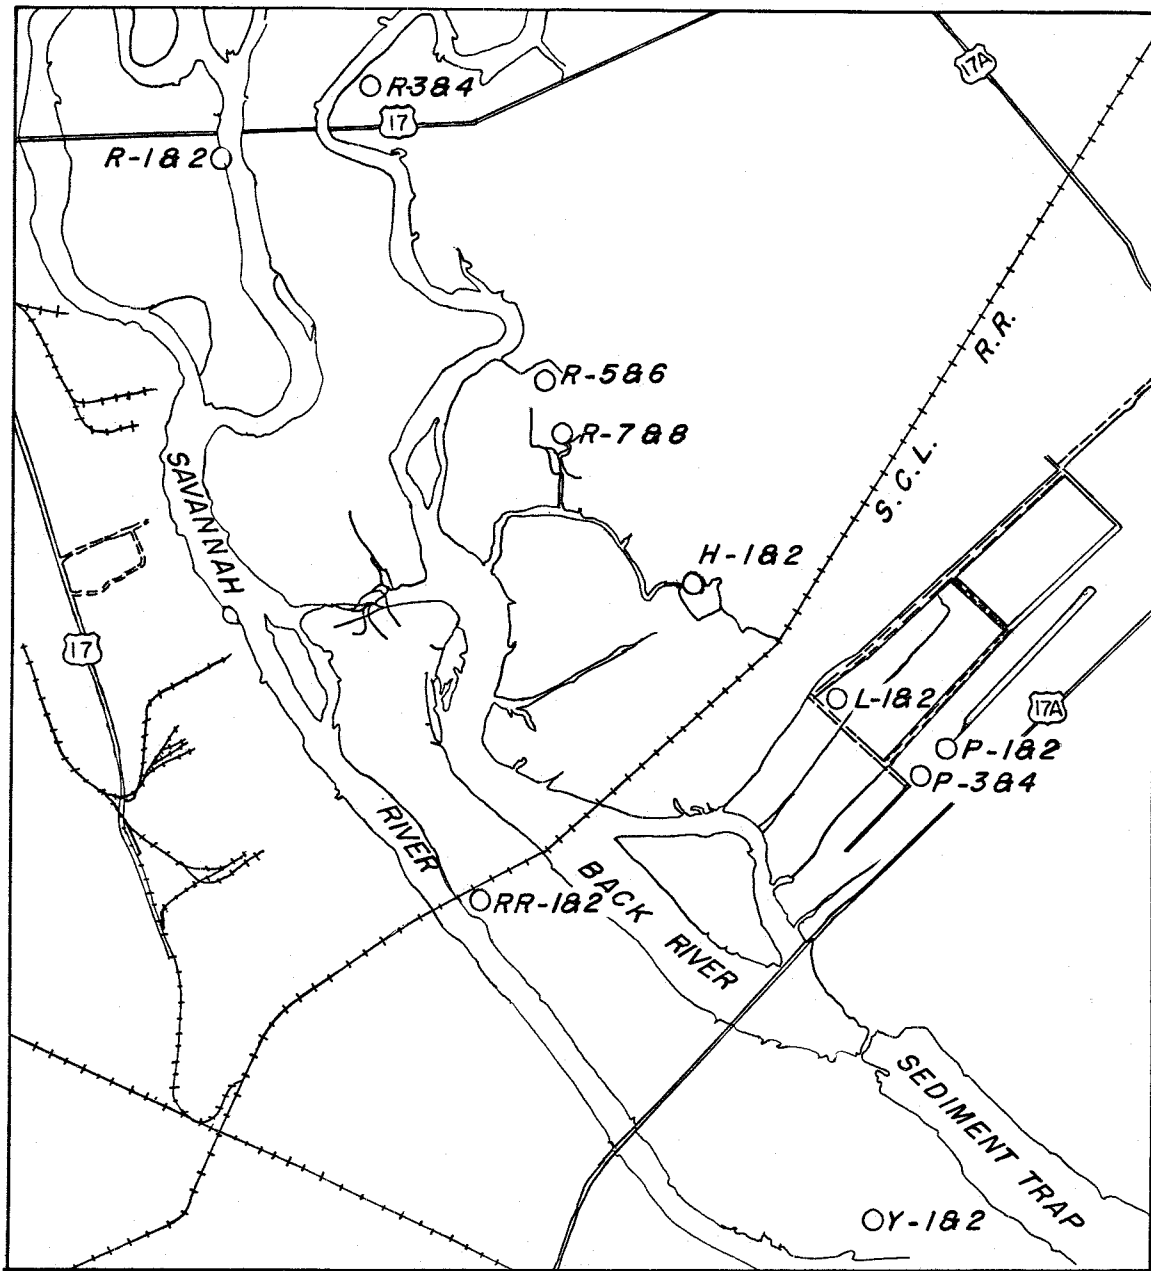 17A
R-3&4
17
R-1&2
R.R.
R-5&6
R-7&8
S.C.L.
SAVANNAH
H-1&2
17
L-1&2
17A
P-1&2
P-3&4
RIVER
BACK
RR-1&2
RIVER
SEDIMENT TRAP
Y-1&2